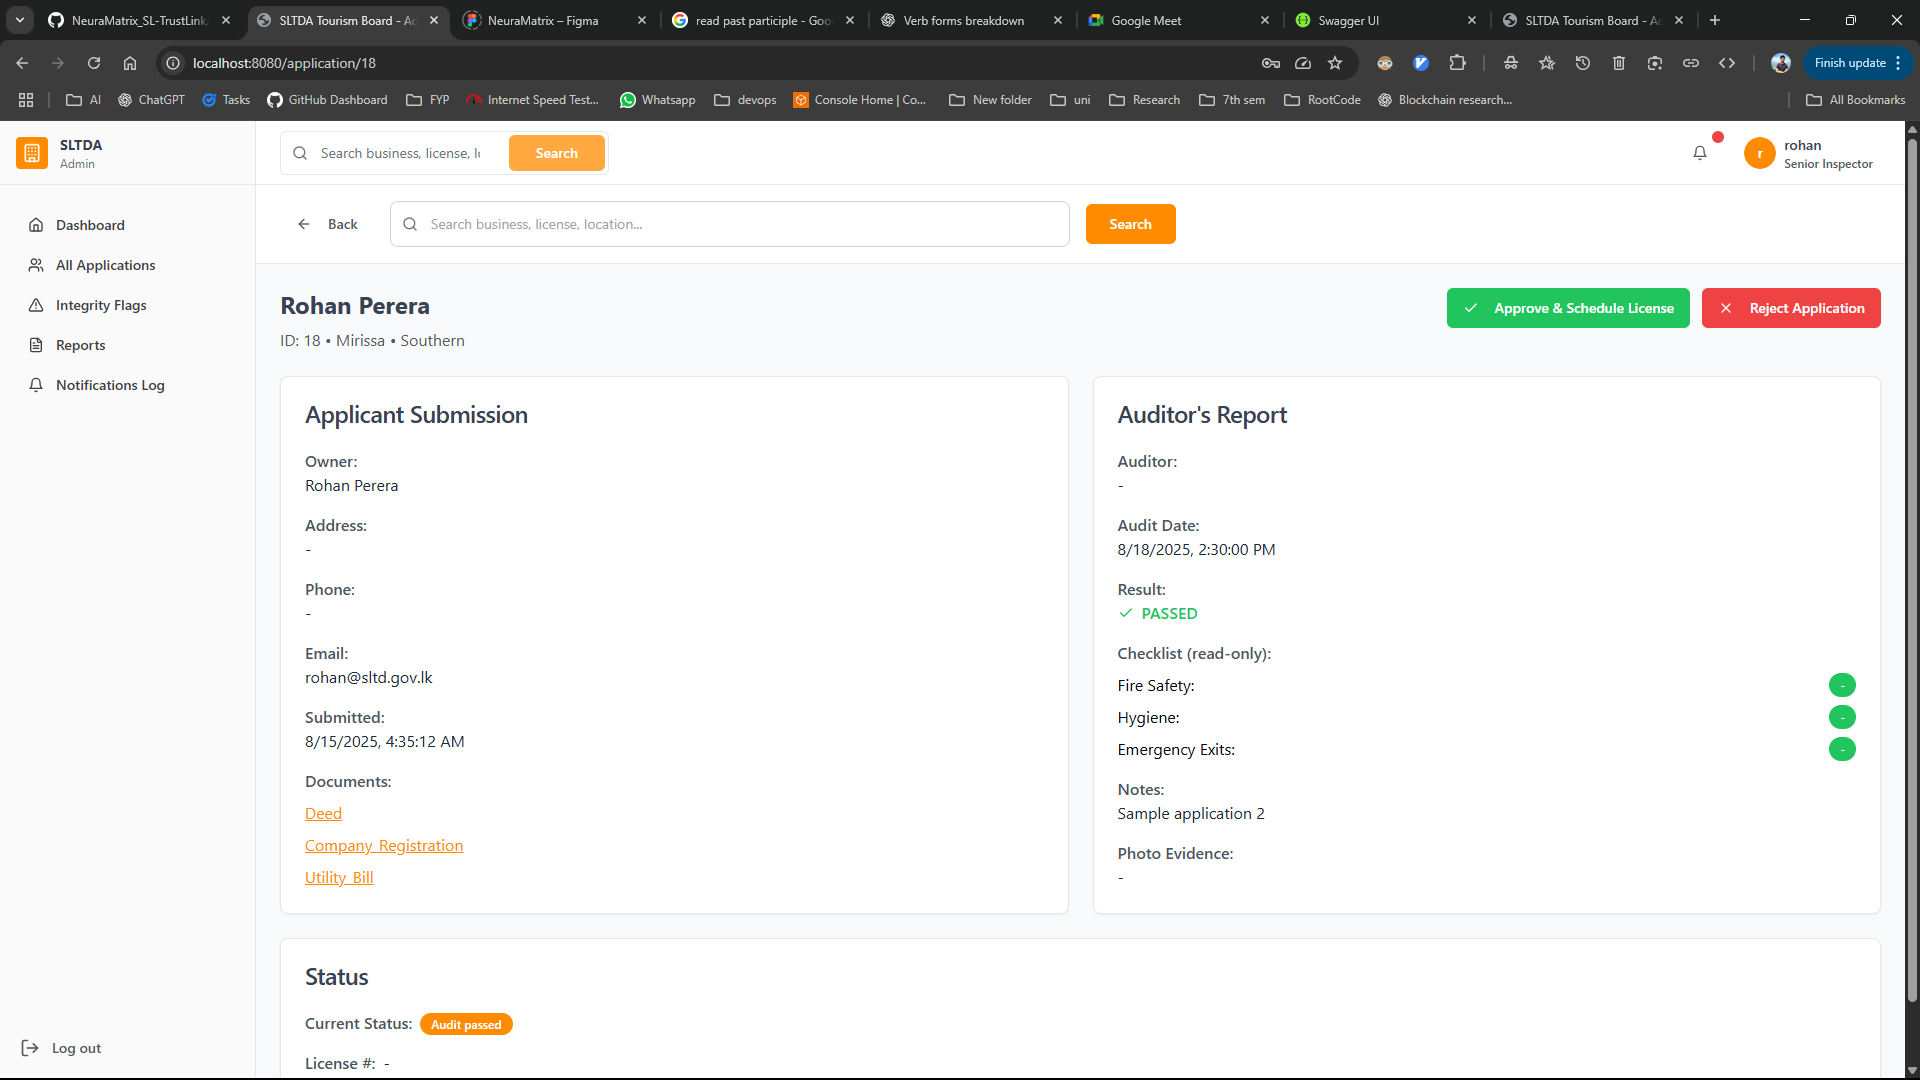 NeuraMatrix_SL-TrustLink
SLTDA Tourism Board - Ad
NeuraMatrix – Figma
read past participle - Goo
Verb forms breakdown
Google Meet
Swagger UI
SLTDA Tourism Board - Ad
localhost:8080/application/18
Finish update
AI
ChatGPT
Tasks
GitHub Dashboard
FYP
Internet Speed Test...
Whatsapp
devops
Console Home | Co...
New folder
uni
Research
7th sem
RootCode
Blockchain research...
All Bookmarks
SLTDA
Admin
Search business, license, lo
Search
r
rohan
Senior Inspector
Dashboard
All Applications
Integrity Flags
Reports
Notifications Log
Log out
Back
Search business, license, location...
Search
Rohan Perera
ID: 18 • Mirissa • Southern
Approve & Schedule License
Reject Application
Applicant Submission
Owner:
Rohan Perera
Address:
-
Phone:
-
Email:
rohan@sltd.gov.lk
Submitted:
8/15/2025, 4:35:12 AM
Documents:
Deed
Company_Registration
Utility_Bill
Auditor's Report
Auditor:
-
Audit Date:
8/18/2025, 2:30:00 PM
Result:
PASSED
Checklist (read-only):
Fire Safety: -
Hygiene: -
Emergency Exits: -
Notes:
Sample application 2
Photo Evidence:
-
Status
Current Status: Audit passed
License #: -